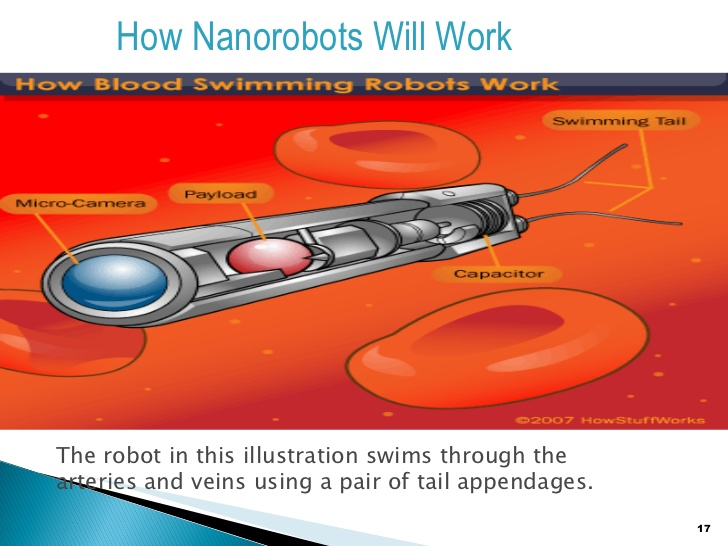 How Nanorobots Will Work
How Blood Swimming Robots Work
Swimming Tail
Payload
Micro-Camera
Capacitor
©2007 HowStuffWorks
The robot in this illustration swims through the
arteries and veins using a pair of tail appendages.
17